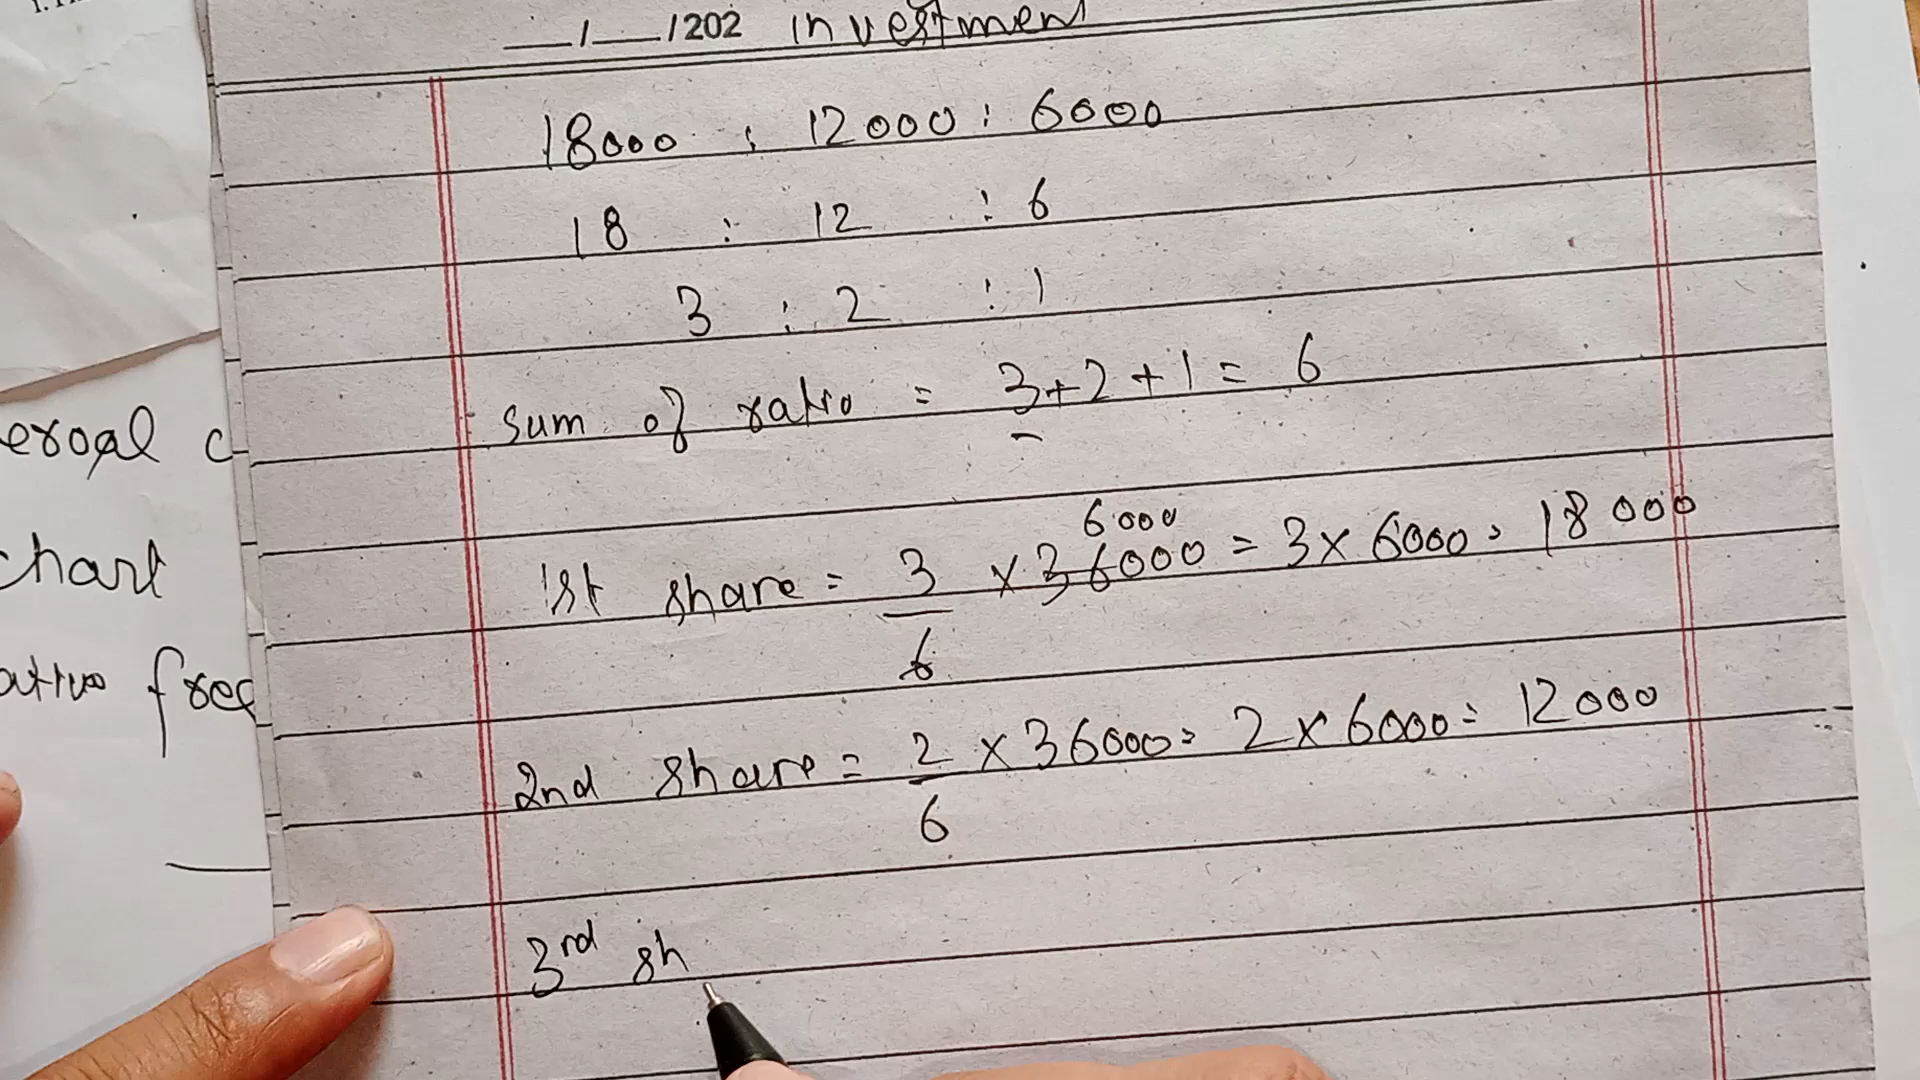 __/__/202 investment
18000 : 12000 : 6000
18 : 12 : 6
3 : 2 : 1
sum of ratio = 3+2+1 = 6
6000
1st share = 3/6 x 36000 = 3 x 6000 = 18000
2nd share = 2/6 x 36000 = 2 x 6000 = 12000
3rd sh
chart